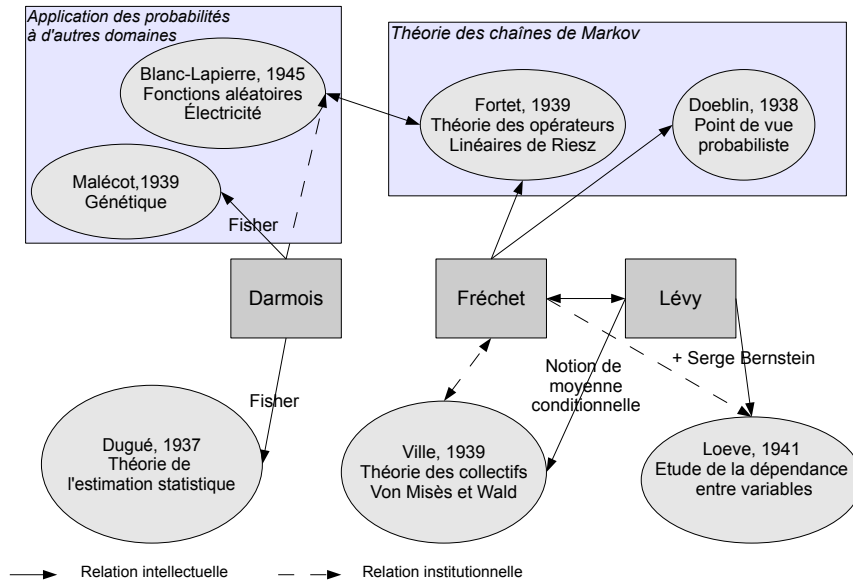 Application des probabilités
à d'autres domaines
Théorie des chaînes de Markov
Blanc-Lapierre, 1945
Fonctions aléatoires
Électricité
Fortet, 1939
Théorie des opérateurs
Linéaires de Riesz
Doeblin, 1938
Point de vue
probabiliste
Malécot,1939
Génétique
Fisher
Darmois
Fréchet
Lévy
+ Serge Bernstein
Notion de
moyenne
conditionnelle
Fisher
Dugué, 1937
Théorie de
l'estimation statistique
Ville, 1939
Théorie des collectifs
Von Misès et Wald
Loeve, 1941
Etude de la dépendance
entre variables
Relation intellectuelle
Relation institutionnelle